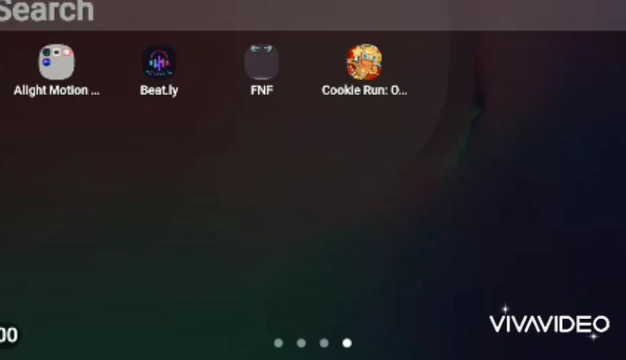 Search
Alight Motion ...
Beat.ly
FNF
Cookie Run: O...
00
VIVAVIDEO